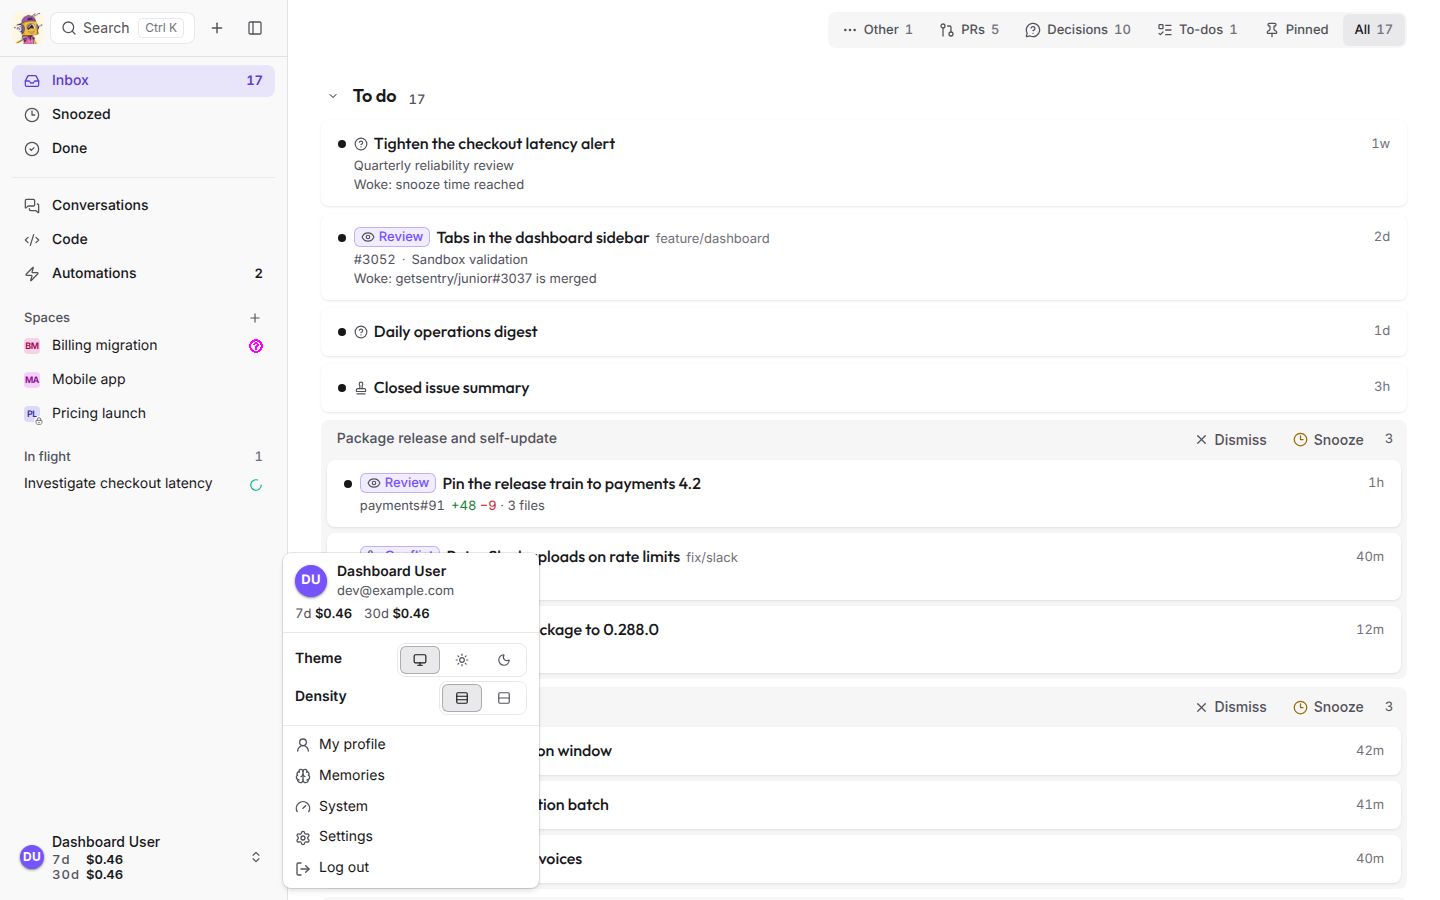 Search Ctrl K
Inbox 17
Snoozed
Done
Conversations
Code
Automations 2
Spaces
BM Billing migration
MA Mobile app
PL Pricing launch
In flight 1
Investigate checkout latency
DU Dashboard User
7d $0.46
30d $0.46
Other 1 PRs 5 Decisions 10 To-dos 1 Pinned All 17
To do 17
Tighten the checkout latency alert 1w
Quarterly reliability review
Woke: snooze time reached
Review Tabs in the dashboard sidebar feature/dashboard 2d
#3052 · Sandbox validation
Woke: getsentry/junior#3037 is merged
Daily operations digest 1d
Closed issue summary 3h
Package release and self-update Dismiss Snooze 3
Review Pin the release train to payments 4.2 1h
payments#91 +48 −9 · 3 files
uploads on rate limits fix/slack 40m
ckage to 0.288.0 12m
Dismiss Snooze 3
on window 42m
tion batch 41m
voices 40m
DU Dashboard User
dev@example.com
7d $0.46 30d $0.46
Theme
Density
My profile
Memories
System
Settings
Log out